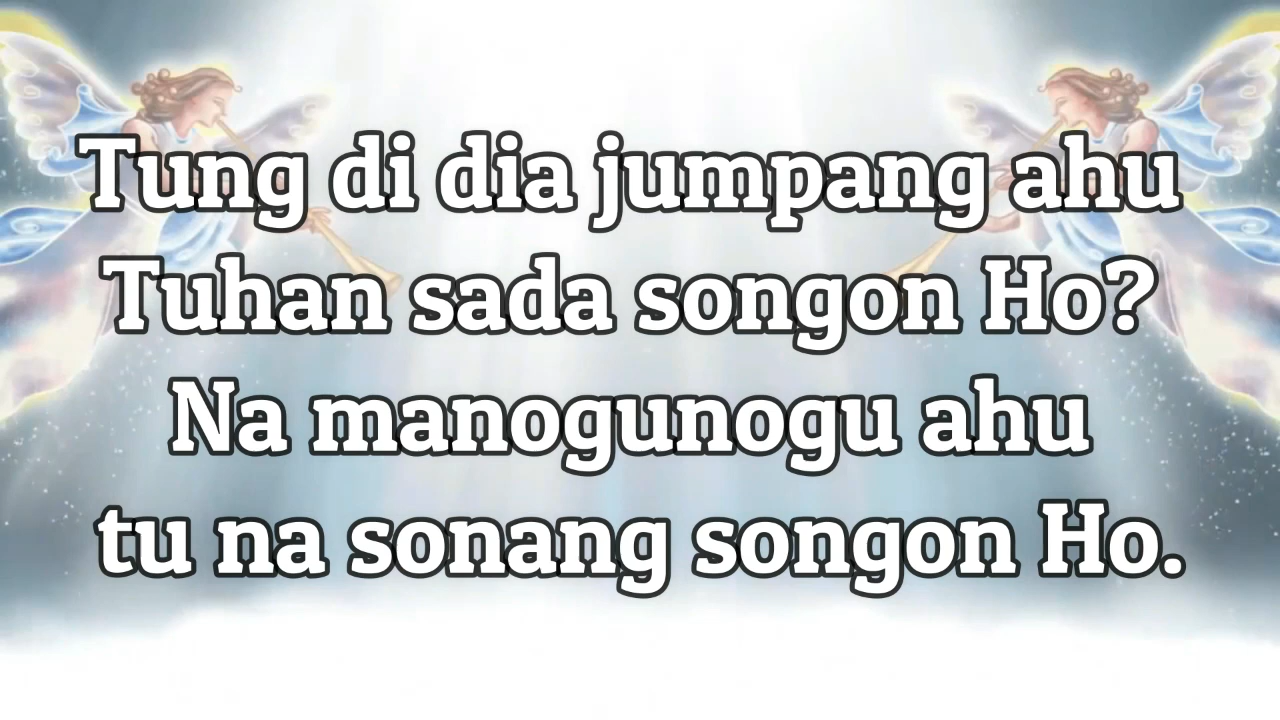 Tung di dia jumpang ahu
Tuhan sada songon Ho?
Na manogunogu ahu
tu na sonang songon Ho.